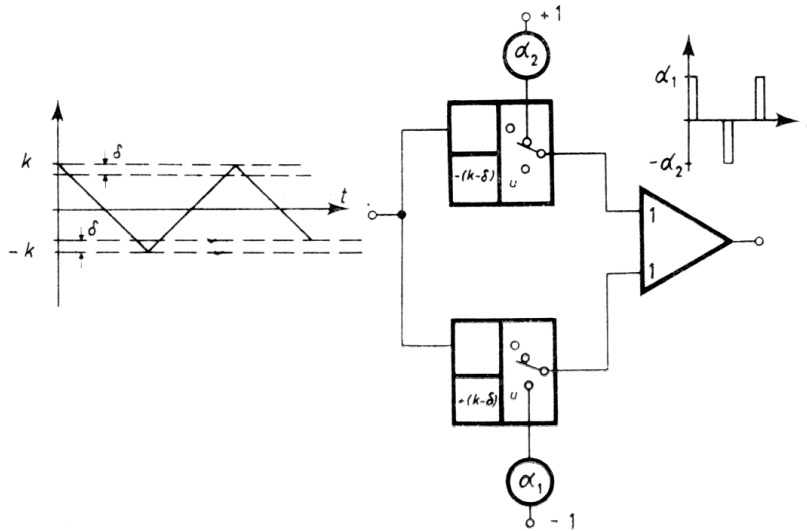 +1
α₂
α₁
-α₂
k
δ
t
δ
-k
-(k-δ)
u
1
1
+(k-δ)
u
α₁
-1